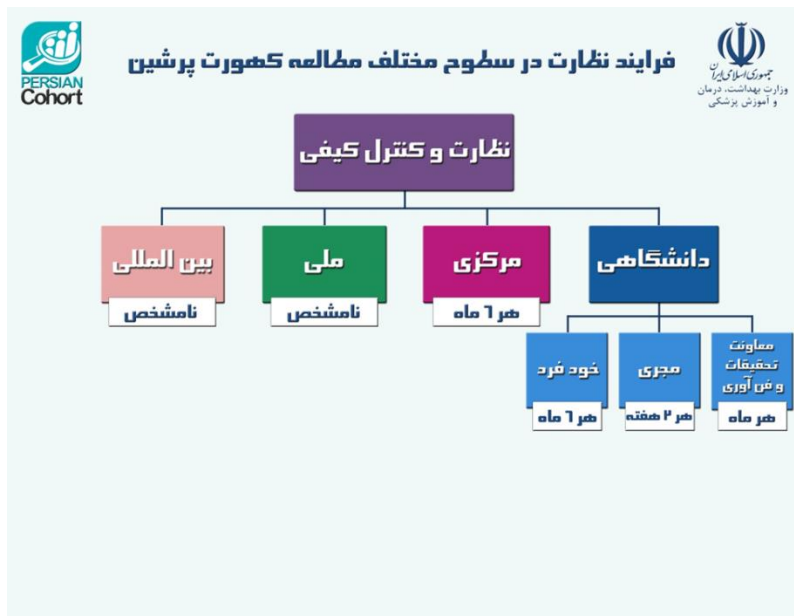 فرایند نظارت در سطوح مختلف مطالعه کهورت پرشین
PERSIAN
Cohort
جمهوری اسلامی ایران
وزارت بهداشت، درمان
و آموزش پزشکی
نظارت و کنترل کیفی
دانشگاهی
مرکزی
هر ٦ ماه
ملی
نامشخص
بین المللی
نامشخص
معاونت
تحقیقات
و فن آوری
هر ماه
مجری
هر ۲ هفته
خود فرد
هر ٦ ماه